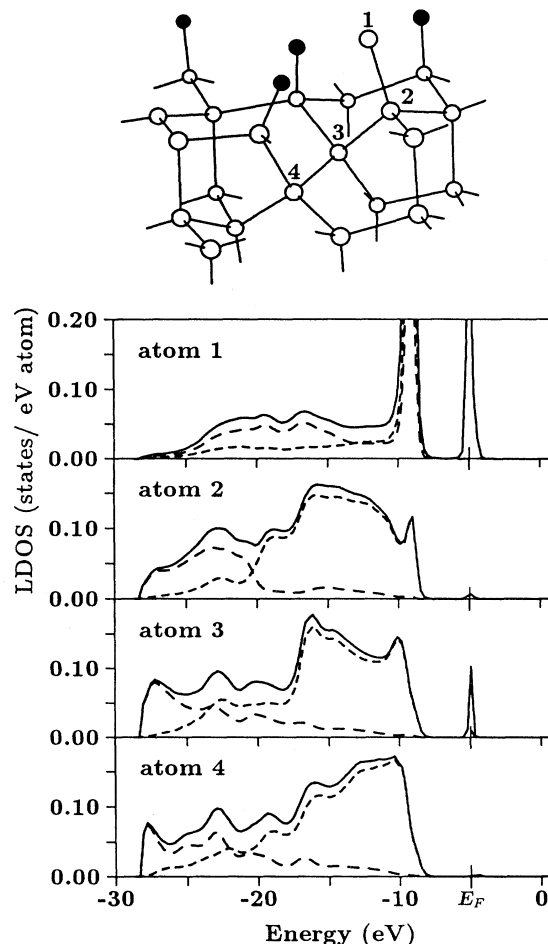 1
2
3
4
0.20
atom 1
0.10
0.00
atom 2
0.10
0.00
atom 3
0.10
0.00
atom 4
0.10
0.00
LDOS (states/ eV atom)
-30 -20 -10 E_F 0
Energy (eV)